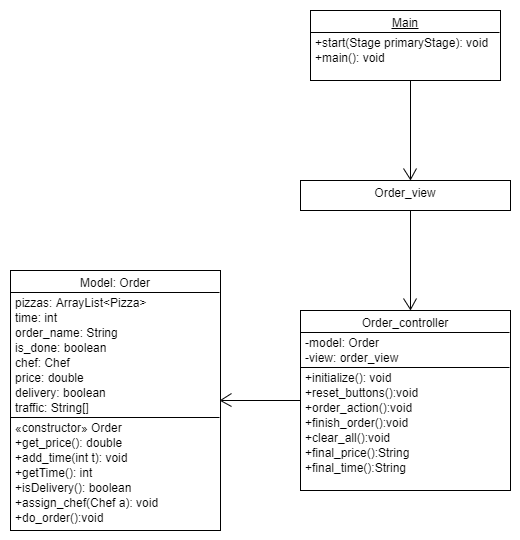 Main
+start(Stage primaryStage): void
+main(): void
Order_view
Model: Order
pizzas: ArrayList<Pizza>
time: int
order_name: String
is_done: boolean
chef: Chef
price: double
delivery: boolean
traffic: String[]
«constructor» Order
+get_price(): double
+add_time(int t): void
+getTime(): int
+isDelivery(): boolean
+assign_chef(Chef a): void
+do_order():void
Order_controller
-model: Order
-view: order_view
+initialize(): void
+reset_buttons():void
+order_action():void
+finish_order():void
+clear_all():void
+final_price():String
+final_time():String